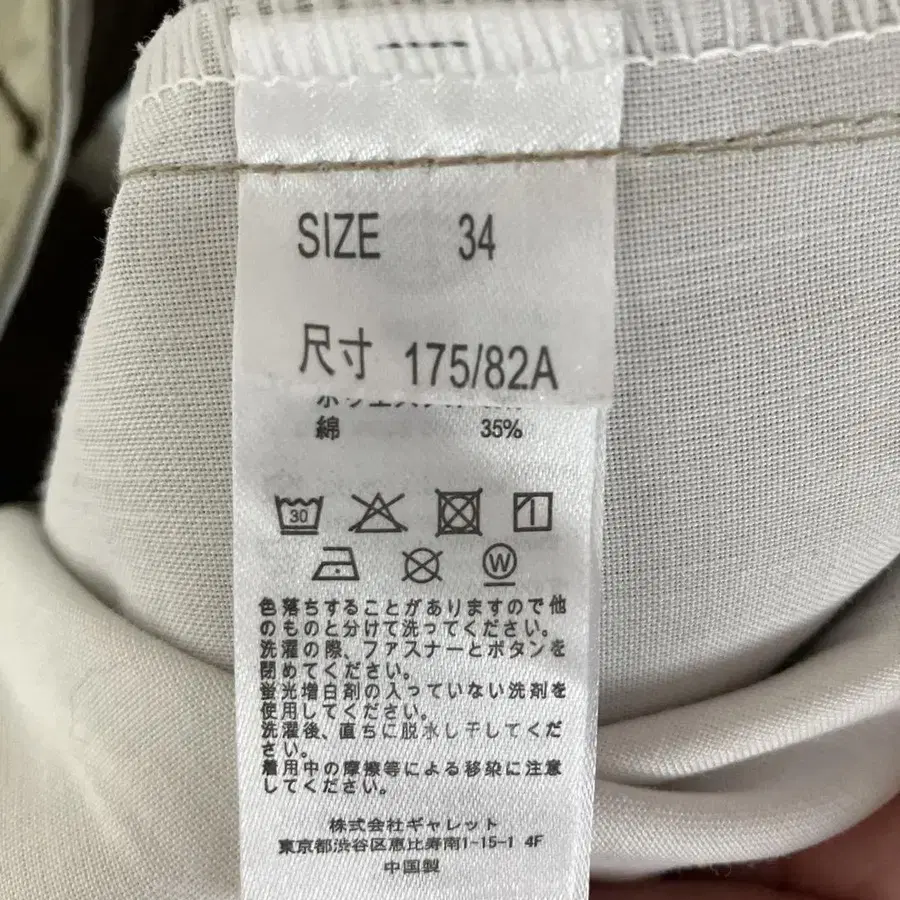 SIZE 34
尺寸 175/82A
綿 35%
30
W
色落ちすることがありますので他
のものと分けて洗ってください。
洗濯の際、ファスナーとボタンを
閉めてください。
蛍光増白剤の入っていない洗剤を
使用してください。
洗濯後、直ちに脱水し干してくだ
さい。
着用中の摩擦等による移染に注意
してください。
株式会社ギャレット
東京都渋谷区恵比寿南1-15-1 4F
中国製